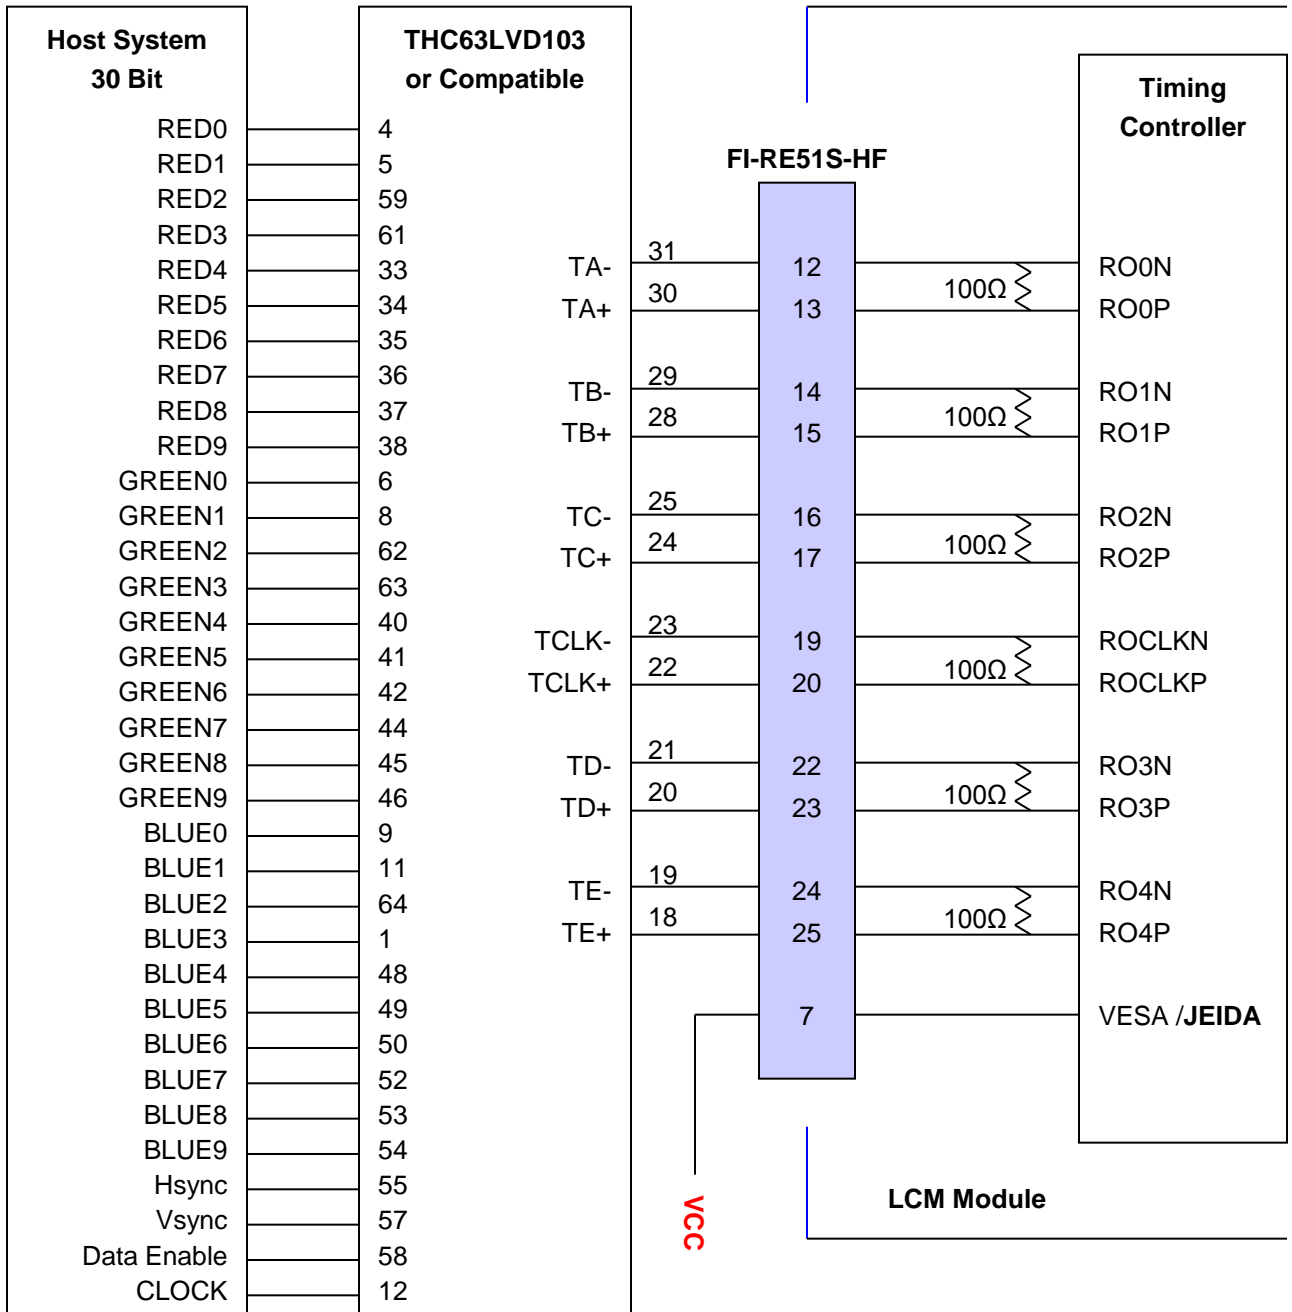 Host System
30 Bit
RED0
RED1
RED2
RED3
RED4
RED5
RED6
RED7
RED8
RED9
GREEN0
GREEN1
GREEN2
GREEN3
GREEN4
GREEN5
GREEN6
GREEN7
GREEN8
GREEN9
BLUE0
BLUE1
BLUE2
BLUE3
BLUE4
BLUE5
BLUE6
BLUE7
BLUE8
BLUE9
Hsync
Vsync
Data Enable
CLOCK
THC63LVD103
or Compatible
4
5
59
61
33
34
35
36
37
38
6
8
62
63
40
41
42
44
45
46
9
11
64
1
48
49
50
52
53
54
55
57
58
12
TA- 31
TA+ 30
TB- 29
TB+ 28
TC- 25
TC+ 24
TCLK- 23
TCLK+ 22
TD- 21
TD+ 20
TE- 19
TE+ 18
VCC
FI-RE51S-HF
12
13
14
15
16
17
19
20
22
23
24
25
7
100Ω
100Ω
100Ω
100Ω
100Ω
100Ω
Timing
Controller
RO0N
RO0P
RO1N
RO1P
RO2N
RO2P
ROCLKN
ROCLKP
RO3N
RO3P
RO4N
RO4P
VESA /JEIDA
LCM Module